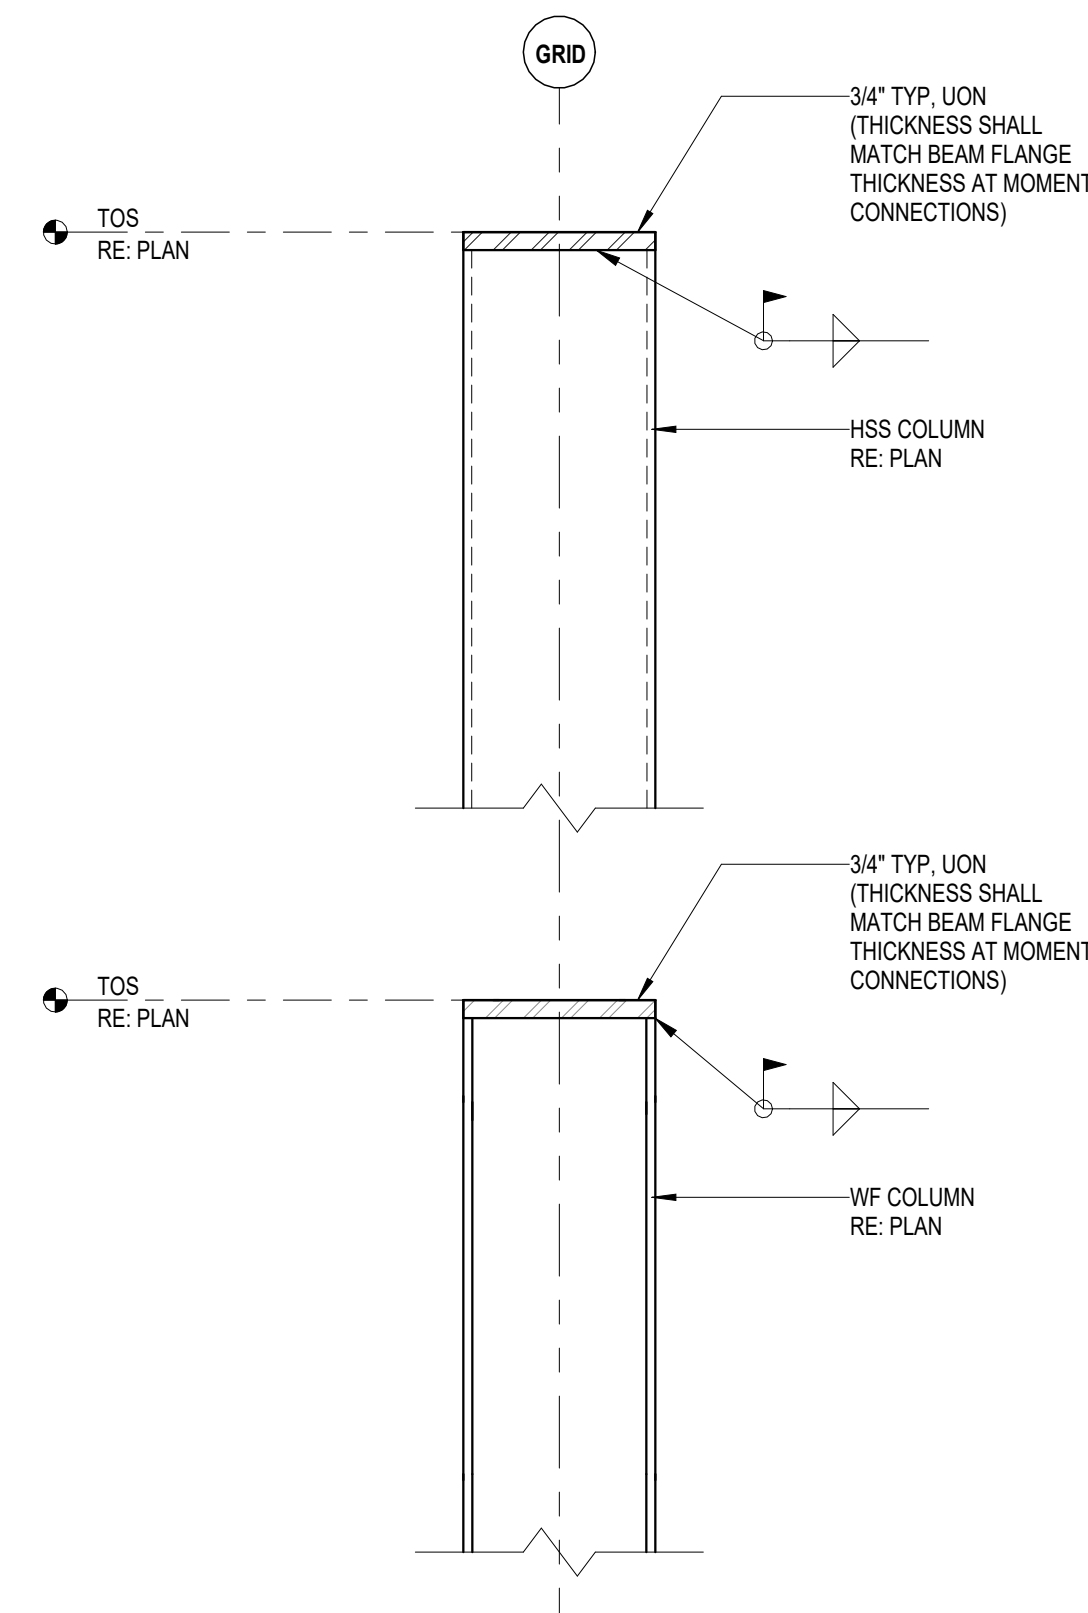 GRID
3/4" TYP, UON
(THICKNESS SHALL
MATCH BEAM FLANGE
THICKNESS AT MOMENT
CONNECTIONS)
TOS
RE: PLAN
HSS COLUMN
RE: PLAN
3/4" TYP, UON
(THICKNESS SHALL
MATCH BEAM FLANGE
THICKNESS AT MOMENT
CONNECTIONS)
TOS
RE: PLAN
WF COLUMN
RE: PLAN